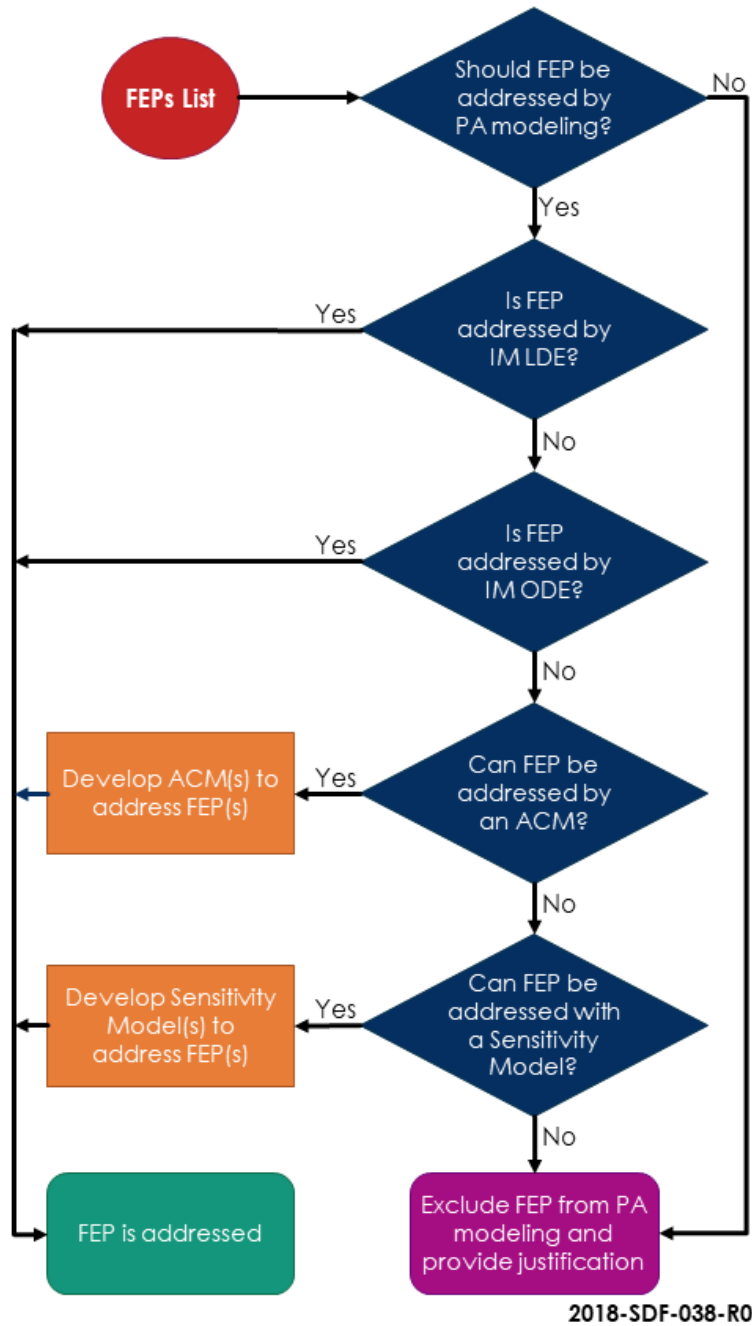 FEPs List
Should FEP be
addressed by
PA modeling?
No
Yes
Is FEP
addressed by
IM LDE?
Yes
No
Is FEP
addressed by
IM ODE?
Yes
No
Can FEP be
addressed by
an ACM?
Yes
Develop ACM(s) to
address FEP(s)
No
Can FEP be
addressed with
a Sensitivity
Model?
Yes
Develop Sensitivity
Model(s) to
address FEP(s)
No
FEP is addressed
Exclude FEP from PA
modeling and
provide justification
2018-SDF-038-R0